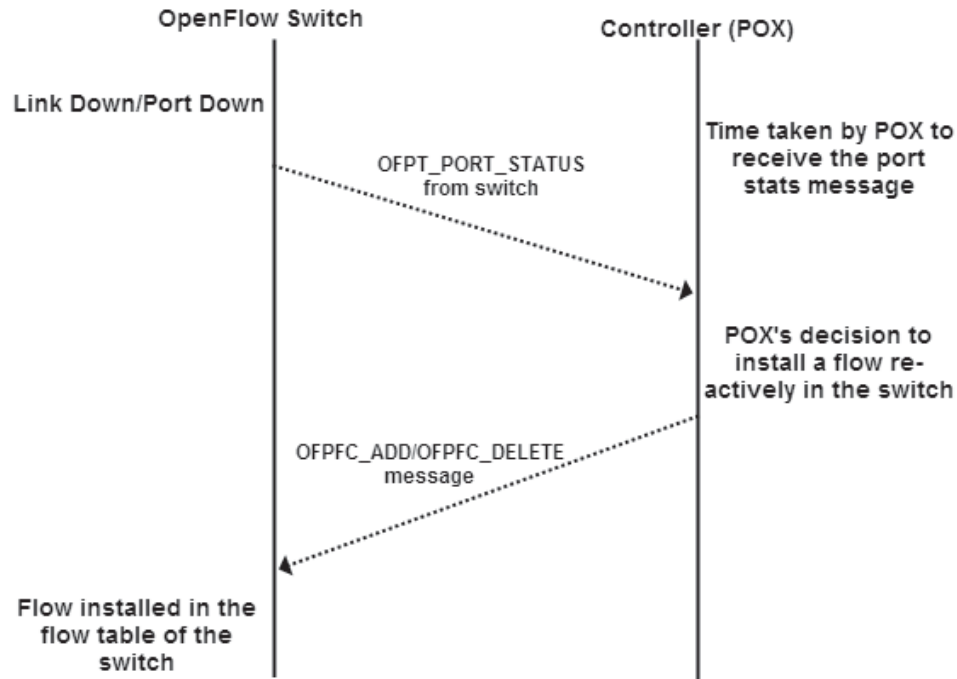 OpenFlow Switch
Controller (POX)
Link Down/Port Down
Time taken by POX to
receive the port
stats message
OFPT_PORT_STATUS
from switch
POX's decision to
install a flow re-
actively in the switch
OFPFC_ADD/OFPFC_DELETE
message
Flow installed in the
flow table of the
switch